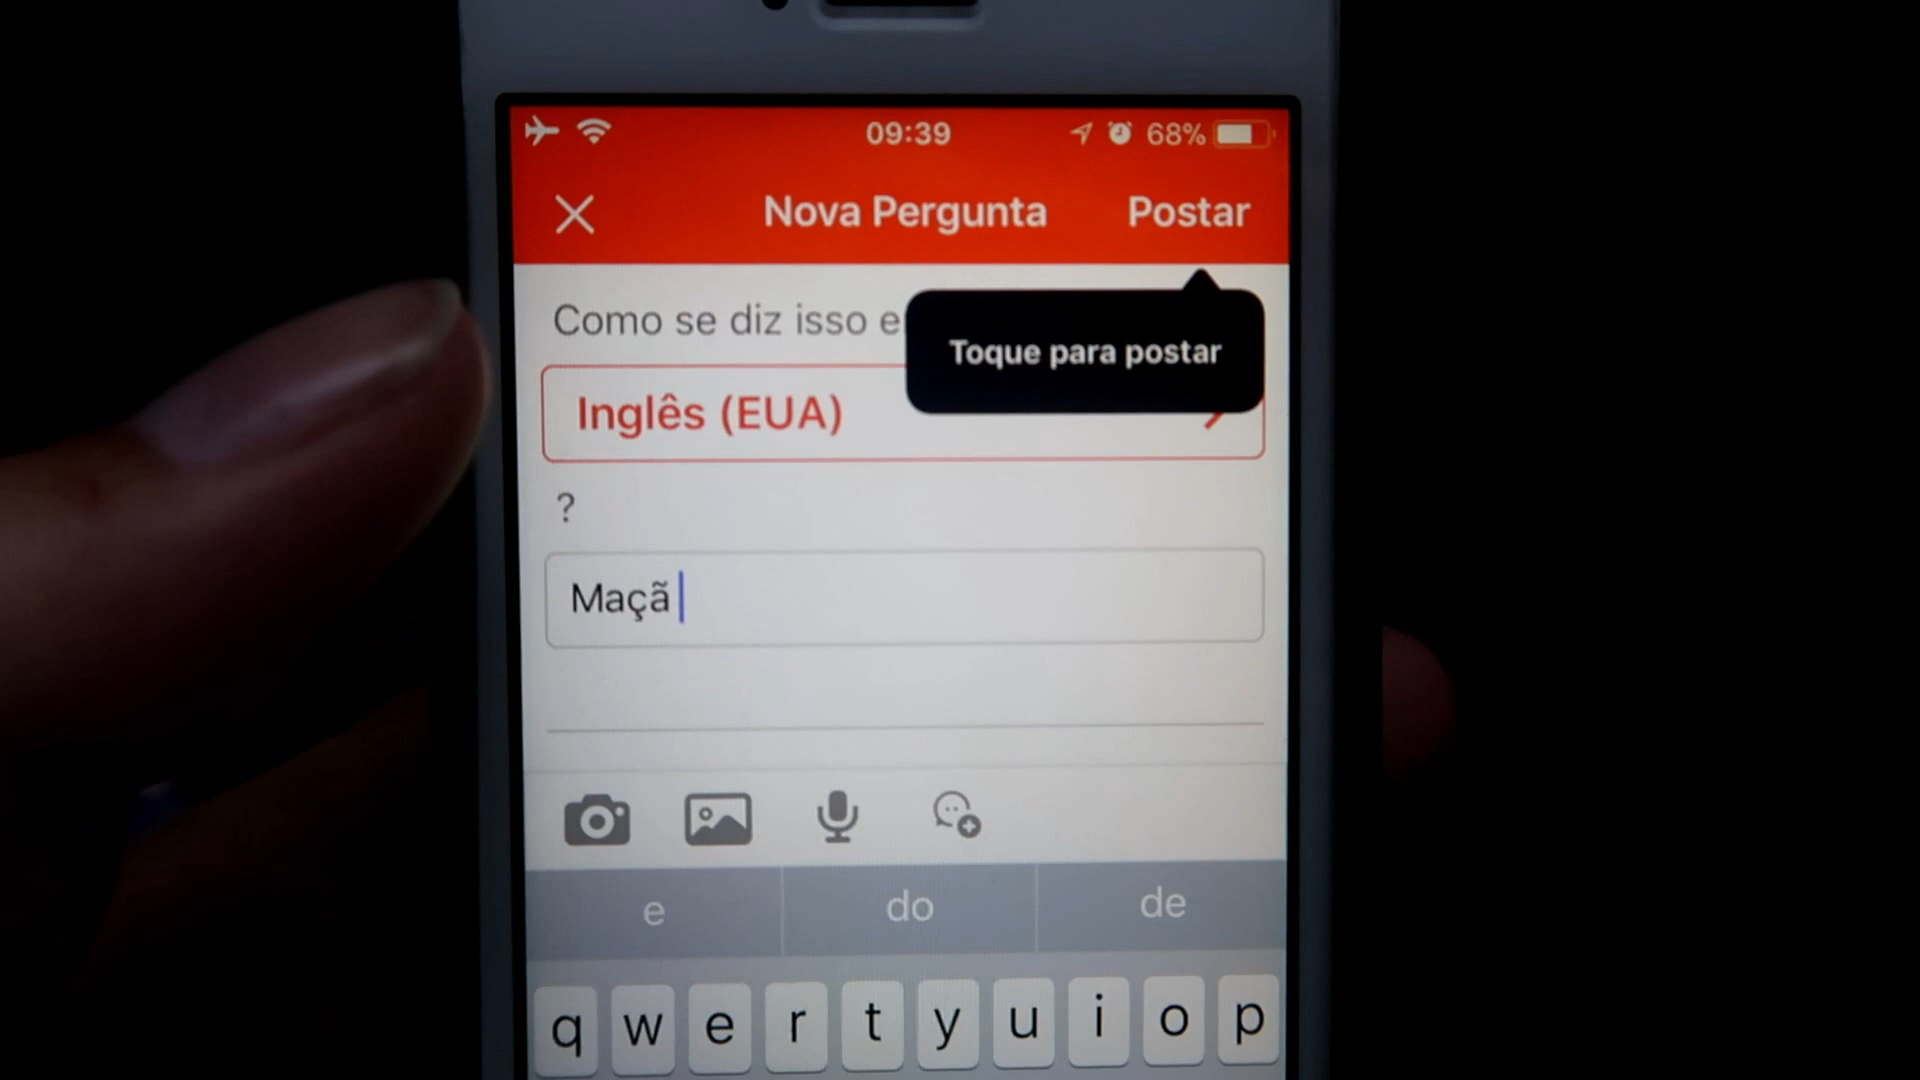 09:39 68%
Nova Pergunta Postar
Como se diz isso e
Toque para postar
Inglês (EUA)
?
Maçã
e do de
q w e r t y u i o p